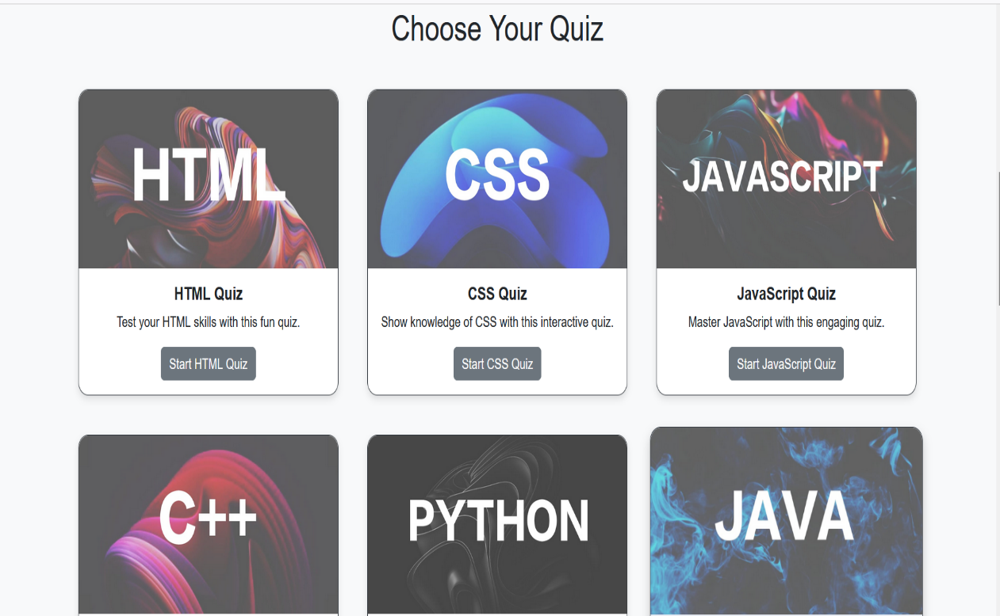 Choose Your Quiz
HTML
CSS
JAVASCRIPT
HTML Quiz
CSS Quiz
JavaScript Quiz
Test your HTML skills with this fun quiz.
Show knowledge of CSS with this interactive quiz.
Master JavaScript with this engaging quiz.
Start HTML Quiz
Start CSS Quiz
Start JavaScript Quiz
C++
PYTHON
JAVA